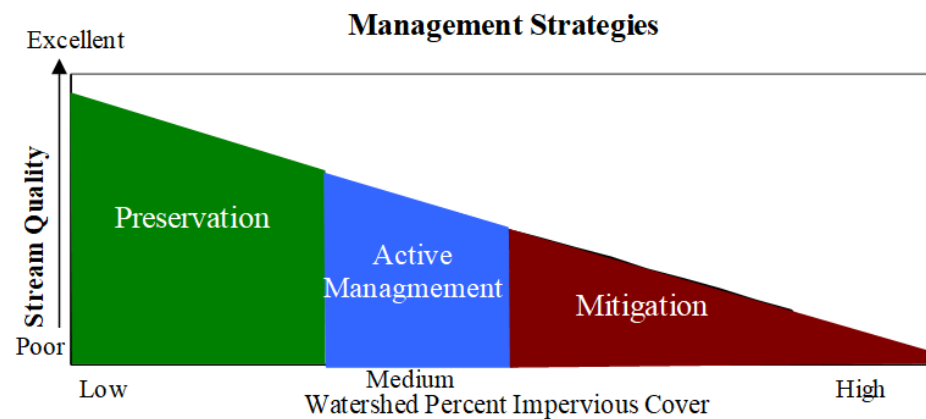 Management Strategies
Excellent
Stream Quality
Poor
Preservation
Active
Managmement
Mitigation
Low
Medium
High
Watershed Percent Impervious Cover